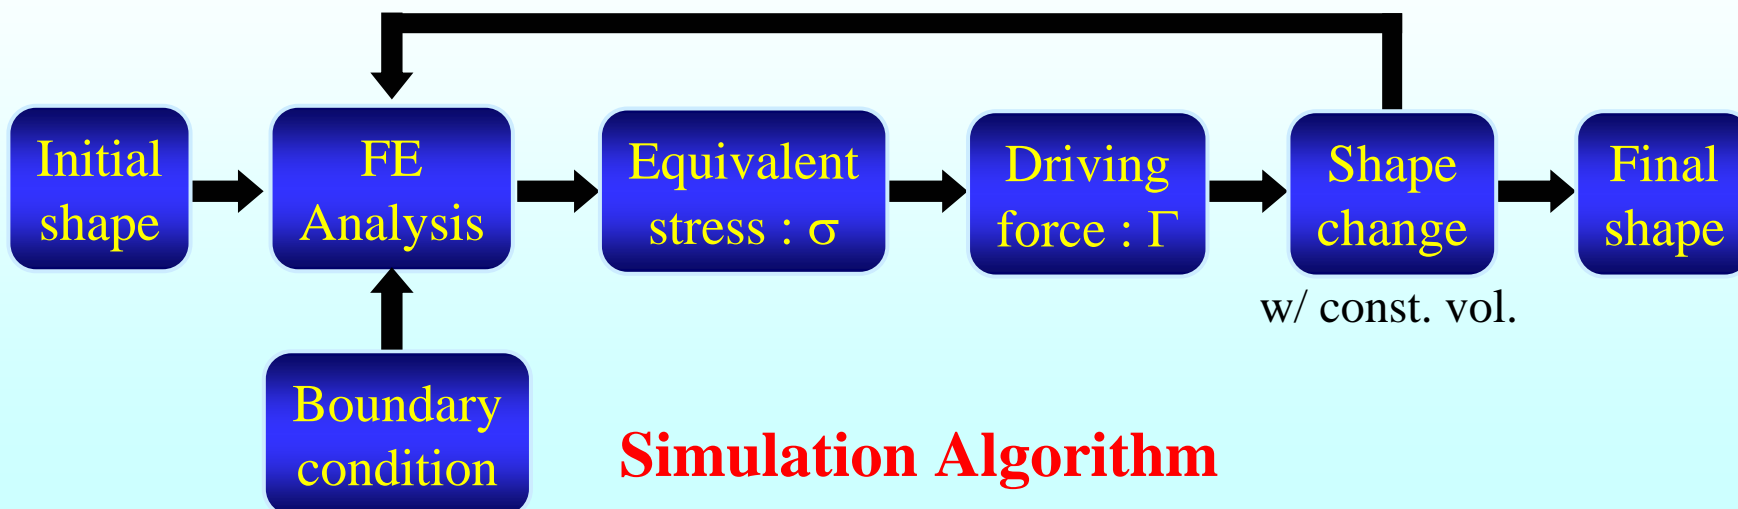 Initial
shape
FE
Analysis
Equivalent
stress : σ
Driving
force : Γ
Shape
change
Final
shape
w/ const. vol.
Boundary
condition
Simulation Algorithm